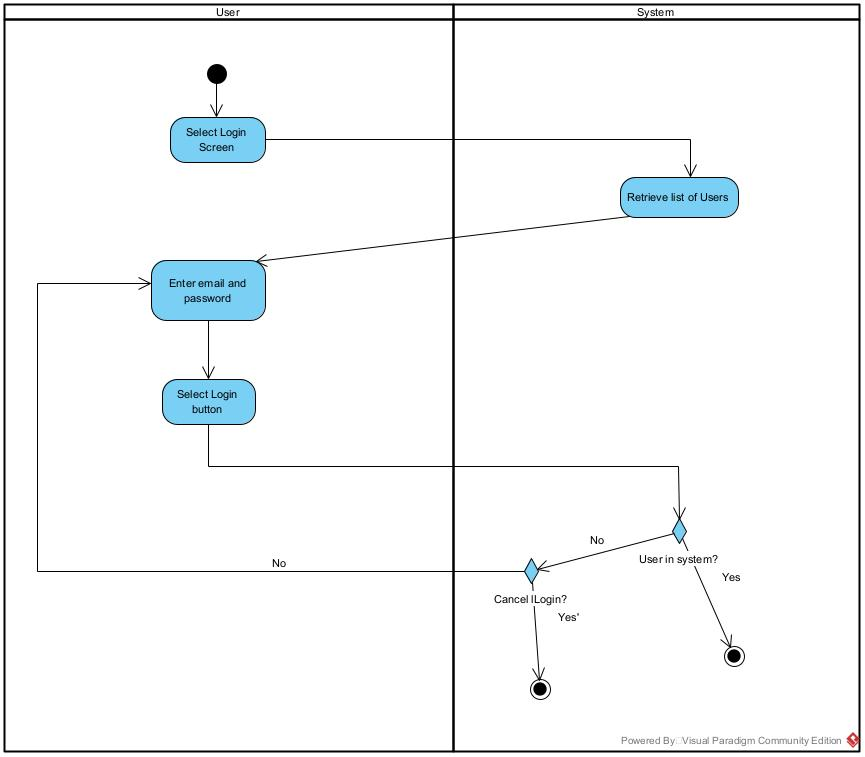 User
System
Select Login
Screen
Retrieve list of Users
Enter email and
password
Select Login
button
No
User in system?
No
Yes
Cancel lLogin?
Yes'
Powered By Visual Paradigm Community Edition